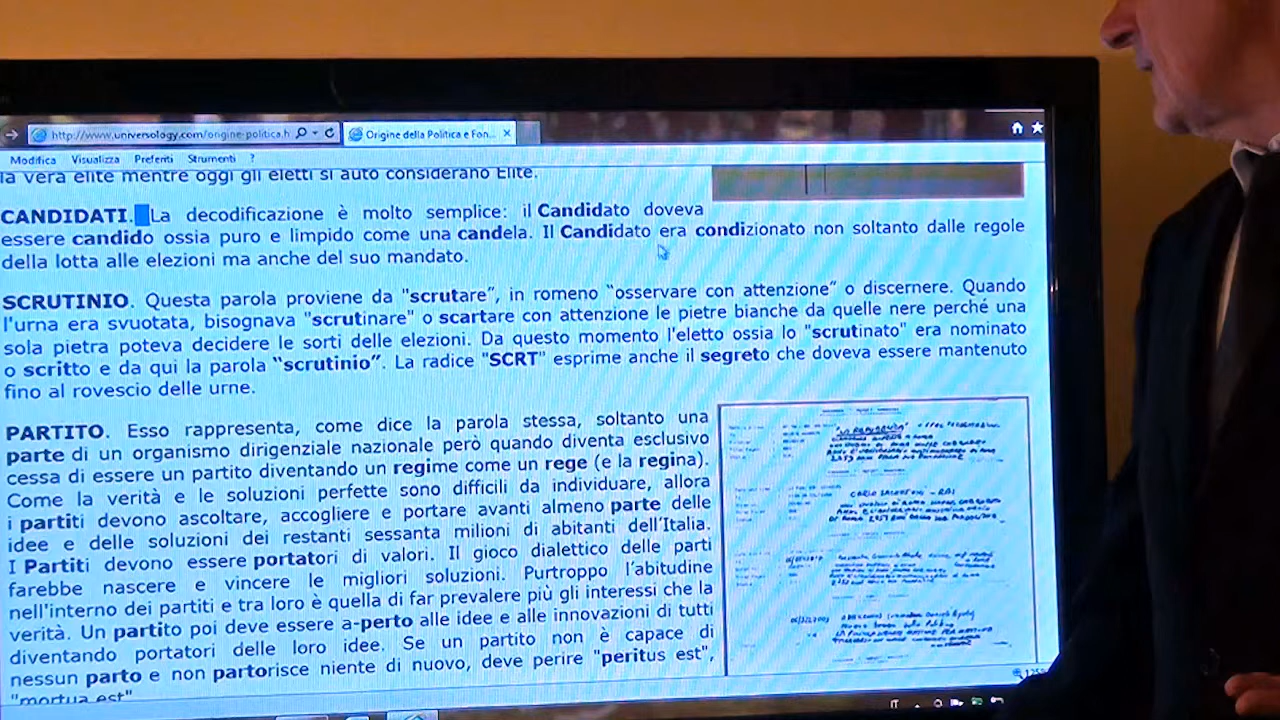 http://www.universology.com/origine-politica.h
Origine della Politica e Fon...
Modifica Visualizza Preferiti Strumenti ?
la vera elite mentre oggi gli eletti si auto considerano Elite.
CANDIDATI. La decodificazione è molto semplice: il Candidato doveva
essere candido ossia puro e limpido come una candela. Il Candidato era condizionato non soltanto dalle regole
della lotta alle elezioni ma anche del suo mandato.
SCRUTINIO. Questa parola proviene da "scrutare", in romeno "osservare con attenzione" o discernere. Quando
l'urna era svuotata, bisognava "scrutinare" o scartare con attenzione le pietre bianche da quelle nere perché una
sola pietra poteva decidere le sorti delle elezioni. Da questo momento l'eletto ossia lo "scrutinato" era nominato
o scritto e da qui la parola "scrutinio". La radice "SCRT" esprime anche il segreto che doveva essere mantenuto
fino al rovescio delle urne.
PARTITO. Esso rappresenta, come dice la parola stessa, soltanto una
parte di un organismo dirigenziale nazionale però quando diventa esclusivo
cessa di essere un partito diventando un regime come un rege (e la regina).
Come la verità e le soluzioni perfette sono difficili da individuare, allora
i partiti devono ascoltare, accogliere e portare avanti almeno parte delle
idee e delle soluzioni dei restanti sessanta milioni di abitanti dell'Italia.
I Partiti devono essere portatori di valori. Il gioco dialettico delle parti
farebbe nascere e vincere le migliori soluzioni. Purtroppo l'abitudine
nell'interno dei partiti e tra loro è quella di far prevalere più gli interessi che la
verità. Un partito poi deve essere a-perto alle idee e alle innovazioni di tutti
diventando portatori delle loro idee. Se un partito non è capace di
nessun parto e non partorisce niente di nuovo, deve perire "peritus est",
"mortua est"
IT